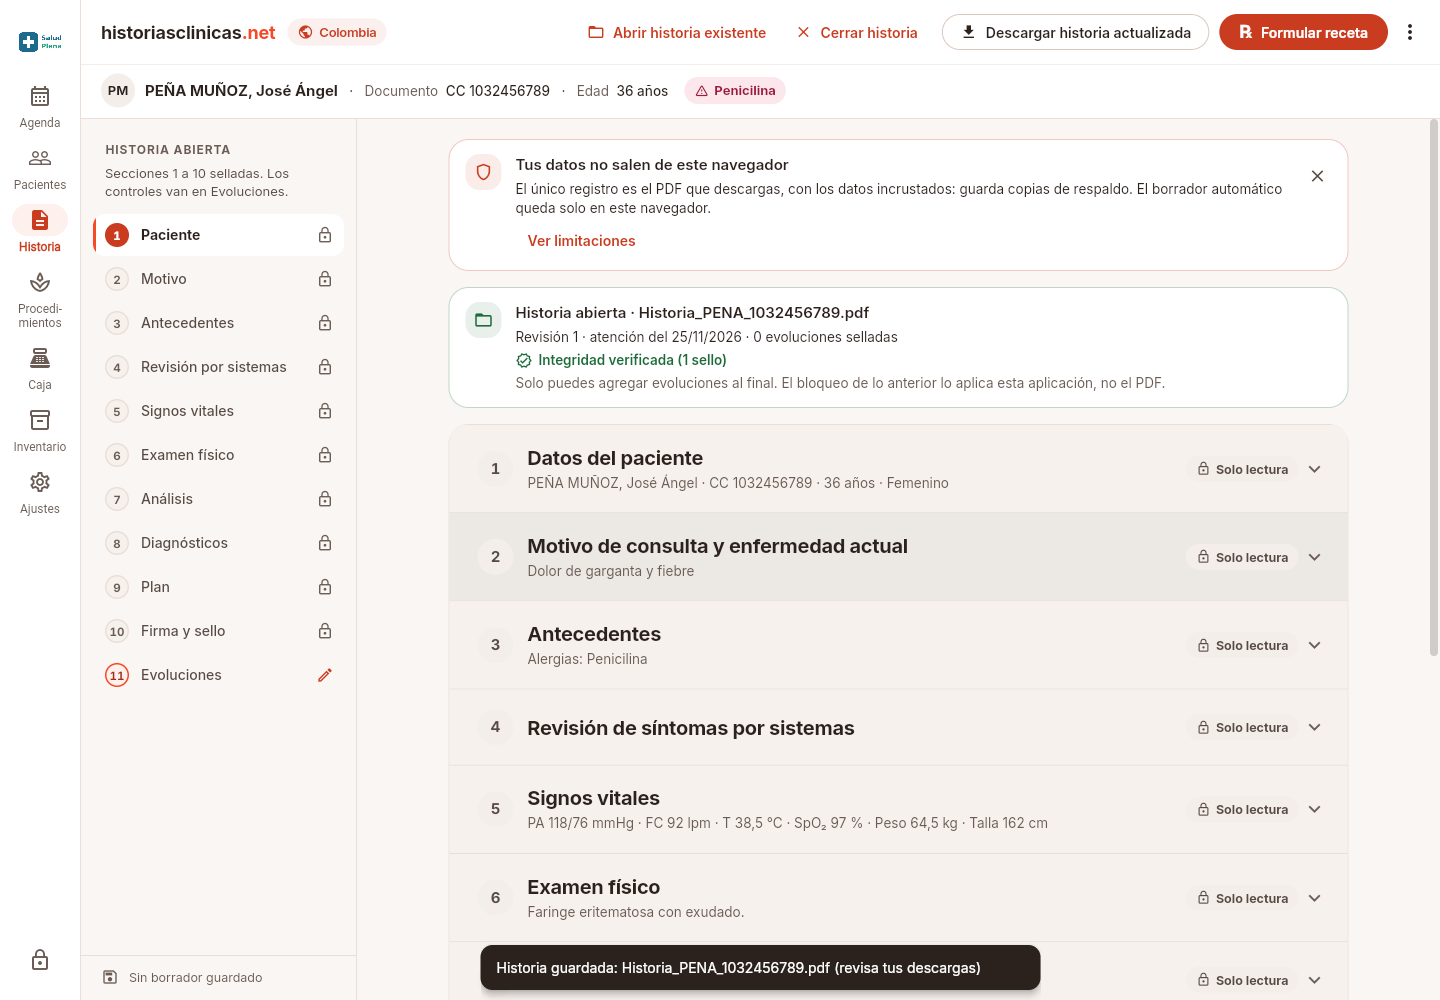 Salud
Plena
historiasclinicas.net
Colombia
Abrir historia existente
Cerrar historia
Descargar historia actualizada
Formular receta
PM
PEÑA MUÑOZ, José Ángel · Documento CC 1032456789 · Edad 36 años
Penicilina
Agenda
Pacientes
Historia
Procedi-
mientos
Caja
Inventario
Ajustes
HISTORIA ABIERTA
Secciones 1 a 10 selladas. Los
controles van en Evoluciones.
1 Paciente
2 Motivo
3 Antecedentes
4 Revisión por sistemas
5 Signos vitales
6 Examen físico
7 Análisis
8 Diagnósticos
9 Plan
10 Firma y sello
11 Evoluciones
Sin borrador guardado
Tus datos no salen de este navegador
El único registro es el PDF que descargas, con los datos incrustados: guarda copias de respaldo. El borrador automático
queda solo en este navegador.
Ver limitaciones
Historia abierta · Historia_PENA_1032456789.pdf
Revisión 1 · atención del 25/11/2026 · 0 evoluciones selladas
Integridad verificada (1 sello)
Solo puedes agregar evoluciones al final. El bloqueo de lo anterior lo aplica esta aplicación, no el PDF.
1
Datos del paciente
PEÑA MUÑOZ, José Ángel · CC 1032456789 · 36 años · Femenino
Solo lectura
2
Motivo de consulta y enfermedad actual
Dolor de garganta y fiebre
Solo lectura
3
Antecedentes
Alergias: Penicilina
Solo lectura
4
Revisión de síntomas por sistemas
Solo lectura
5
Signos vitales
PA 118/76 mmHg · FC 92 lpm · T 38,5 °C · SpO₂ 97 % · Peso 64,5 kg · Talla 162 cm
Solo lectura
6
Examen físico
Faringe eritematosa con exudado.
Solo lectura
Historia guardada: Historia_PENA_1032456789.pdf (revisa tus descargas)
Solo lectura